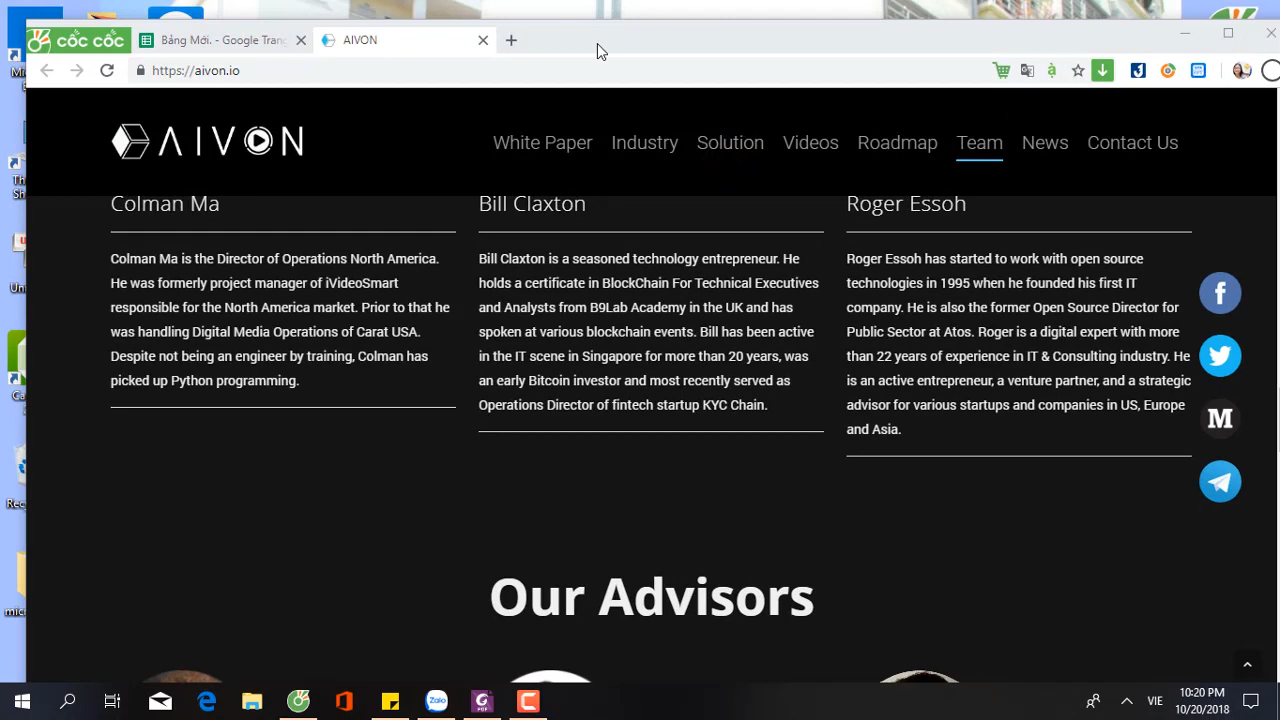 cốc cốc
Bảng Mới. - Google Trang
AIVON
https://aivon.io
AIVON
White Paper
Industry
Solution
Videos
Roadmap
Team
News
Contact Us
Colman Ma
Colman Ma is the Director of Operations North America.
He was formerly project manager of iVideoSmart
responsible for the North America market. Prior to that he
was handling Digital Media Operations of Carat USA.
Despite not being an engineer by training, Colman has
picked up Python programming.
Bill Claxton
Bill Claxton is a seasoned technology entrepreneur. He
holds a certificate in BlockChain For Technical Executives
and Analysts from B9Lab Academy in the UK and has
spoken at various blockchain events. Bill has been active
in the IT scene in Singapore for more than 20 years, was
an early Bitcoin investor and most recently served as
Operations Director of fintech startup KYC Chain.
Roger Essoh
Roger Essoh has started to work with open source
technologies in 1995 when he founded his first IT
company. He is also the former Open Source Director for
Public Sector at Atos. Roger is a digital expert with more
than 22 years of experience in IT & Consulting industry. He
is an active entrepreneur, a venture partner, and a strategic
advisor for various startups and companies in US, Europe
and Asia.
Our Advisors
Zalo
VIE
10:20 PM
10/20/2018